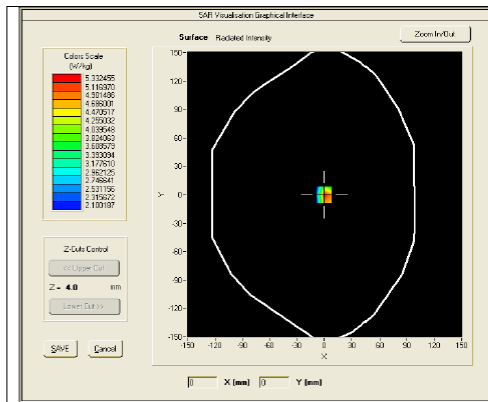 SAR Visualisation Graphical Interface
Surface Radiated Intensity
Zoom In/Out
Colors Scale
(W/kg)
5.332455
5.116970
4.901486
4.686001
4.470517
4.255032
4.039548
3.824063
3.608579
3.393094
3.177610
2.962125
2.746641
2.531156
2.315672
2.100187
150
120
90
60
30
0
-30
-60
-90
-120
-150
Y
-150 -120 -90 -60 -30 0 30 60 90 120 150
X
Z-Cuts Control
<< Upper Cut
Z = 4.0 mm
Lower Cut >>
SAVE Cancel
0 X (mm) 0 Y (mm)